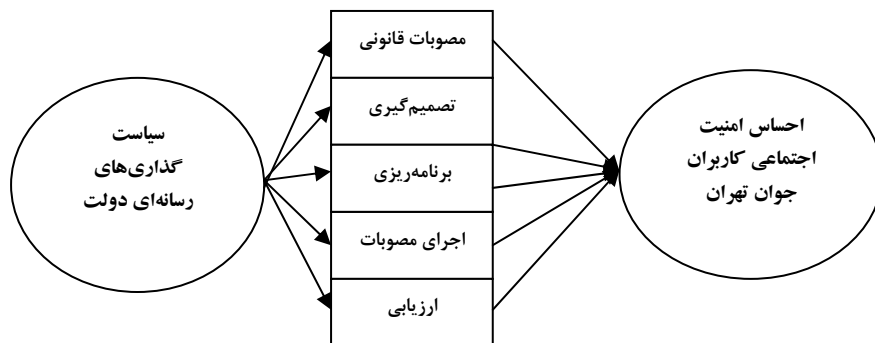 مصوبات قانونی
تصمیم‌گیری
برنامه‌ریزی
اجرای مصوبات
ارزیابی
احساس امنیت
اجتماعی کاربران
جوان تهران
سیاست
گذاری‌های
رسانه‌ای دولت